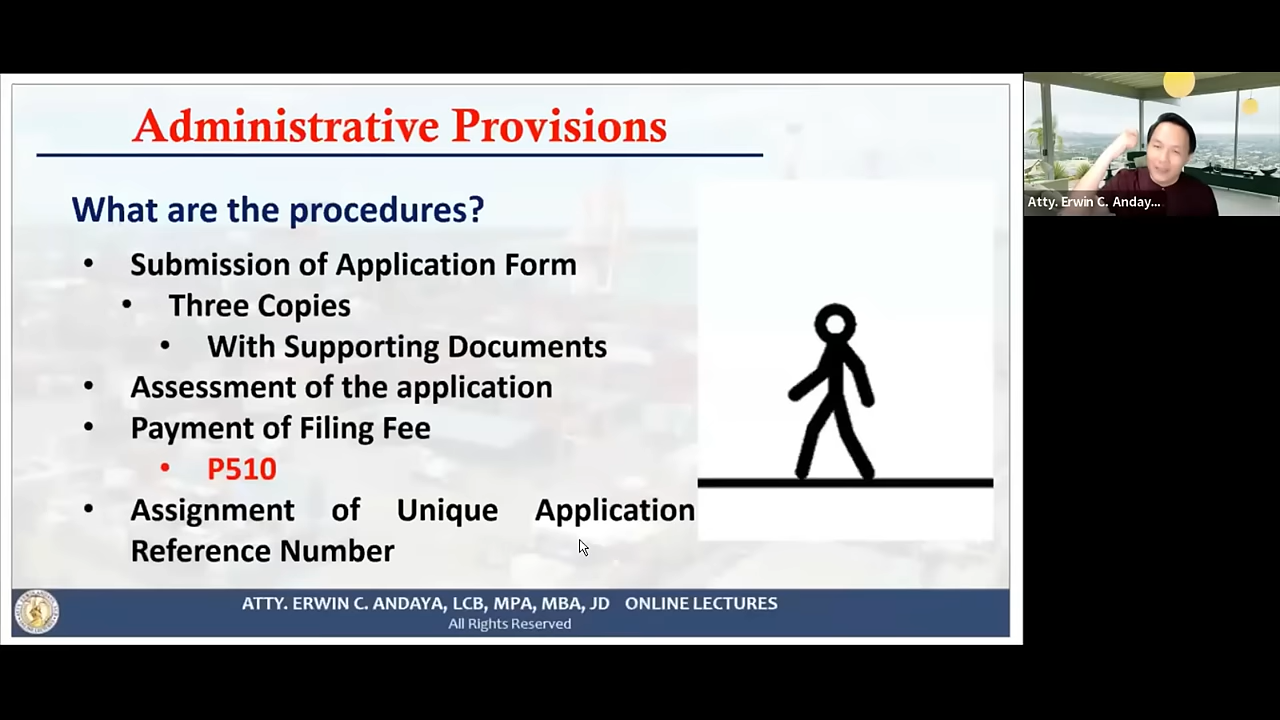 Administrative Provisions
What are the procedures?
• Submission of Application Form
• Three Copies
• With Supporting Documents
• Assessment of the application
• Payment of Filing Fee
• P510
• Assignment of Unique Application
Reference Number
ATTY. ERWIN C. ANDAYA, LCB, MPA, MBA, JD ONLINE LECTURES
All Rights Reserved
Atty. Erwin C. Anday...